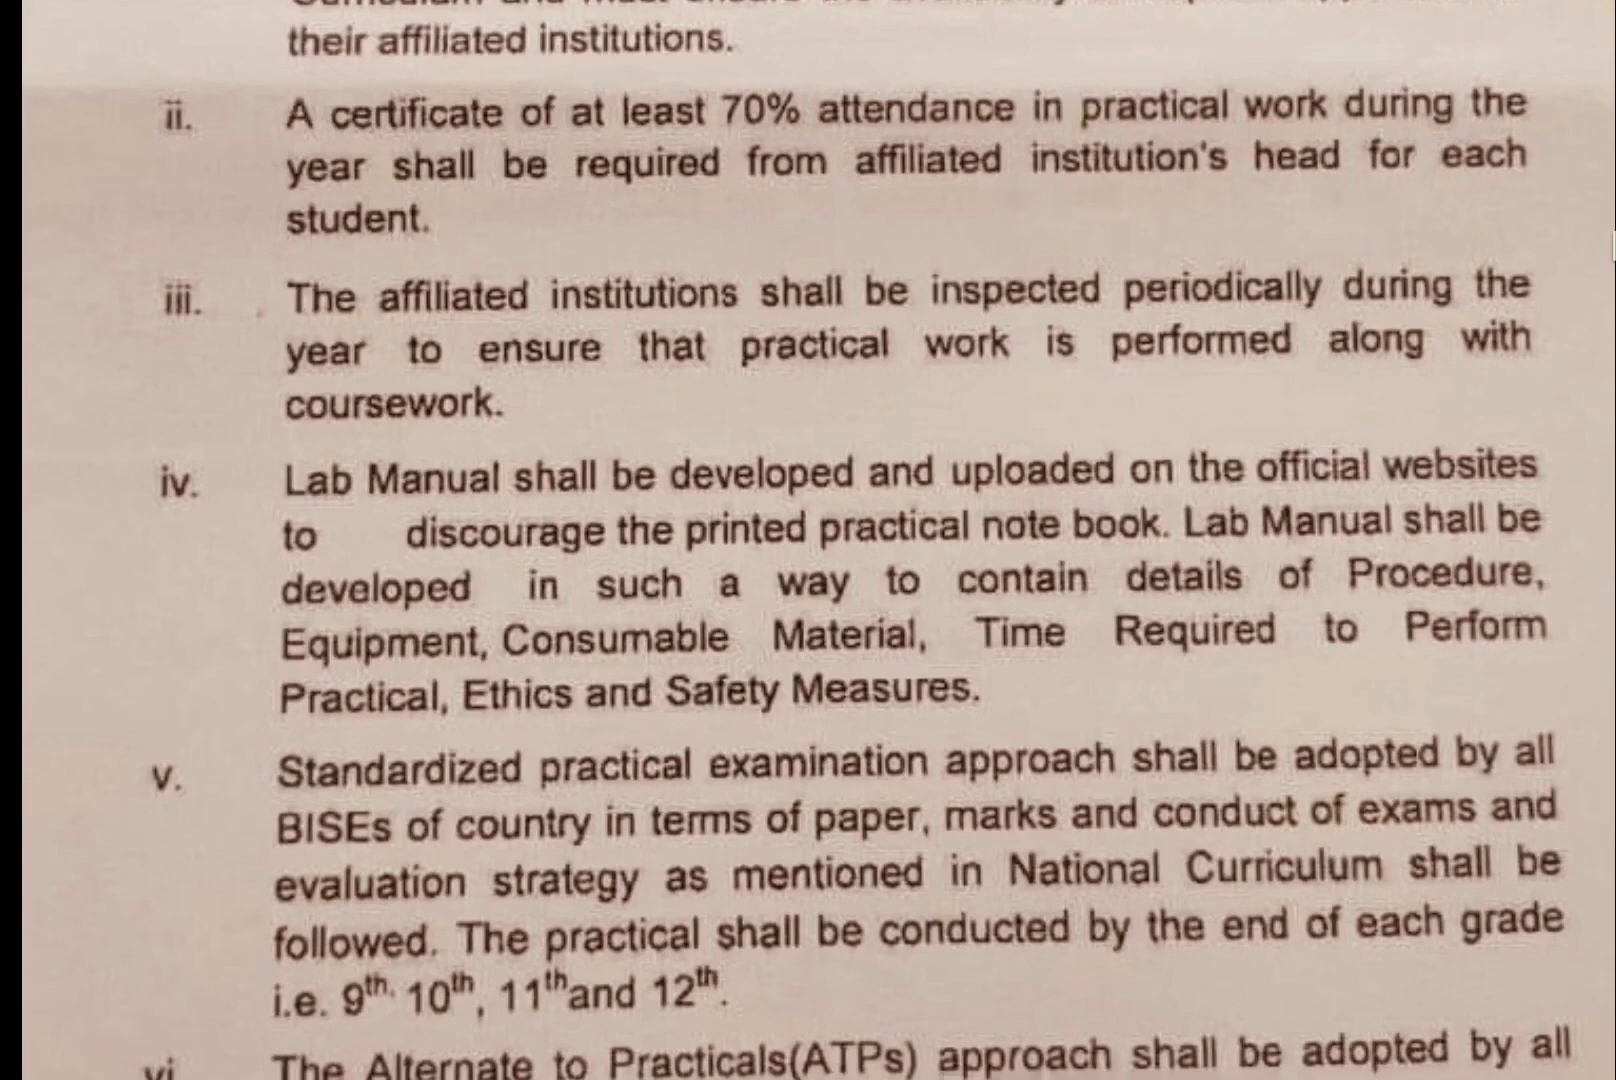 their affiliated institutions.
ii. A certificate of at least 70% attendance in practical work during the
year shall be required from affiliated institution's head for each
student.
iii. The affiliated institutions shall be inspected periodically during the
year to ensure that practical work is performed along with
coursework.
iv. Lab Manual shall be developed and uploaded on the official websites
to discourage the printed practical note book. Lab Manual shall be
developed in such a way to contain details of Procedure,
Equipment, Consumable Material, Time Required to Perform
Practical, Ethics and Safety Measures.
v. Standardized practical examination approach shall be adopted by all
BISEs of country in terms of paper, marks and conduct of exams and
evaluation strategy as mentioned in National Curriculum shall be
followed. The practical shall be conducted by the end of each grade
i.e. 9th, 10th, 11thand 12th.
vi. The Alternate to Practicals(ATPs) approach shall be adopted by all